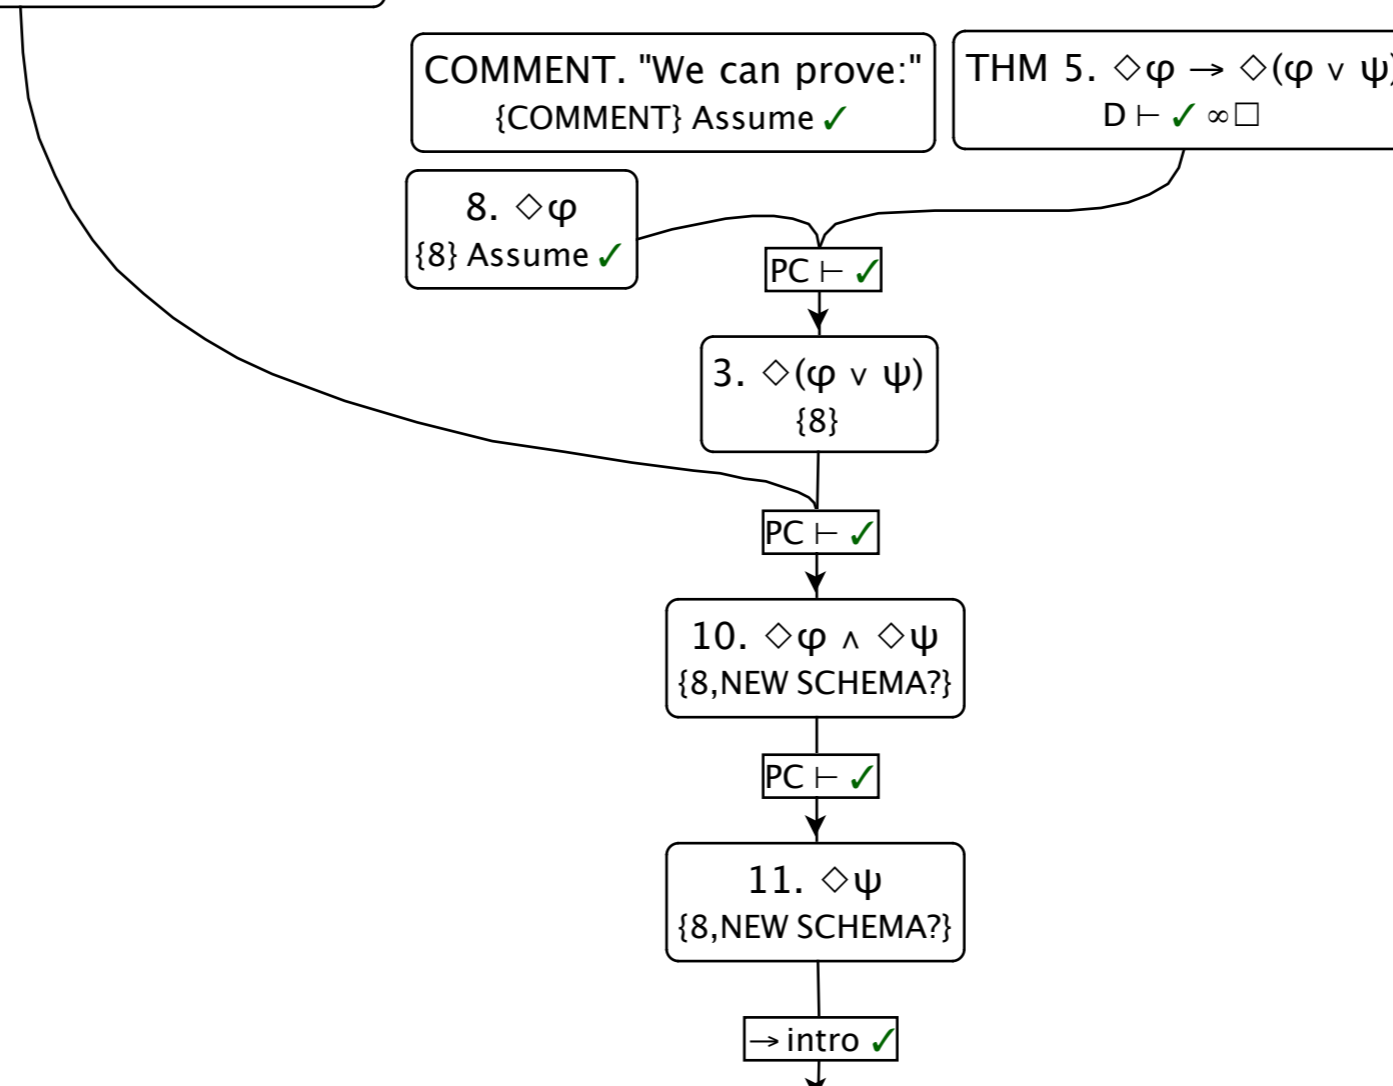 COMMENT. "We can prove:"
{COMMENT} Assume ✓
THM 5. ◇φ → ◇(φ ∨ ψ)
D ⊢ ✓ ∞□
8. ◇φ
{8} Assume ✓
PC ⊢ ✓
3. ◇(φ ∨ ψ)
{8}
PC ⊢ ✓
10. ◇φ ∧ ◇ψ
{8,NEW SCHEMA?}
PC ⊢ ✓
11. ◇ψ
{8,NEW SCHEMA?}
→ intro ✓